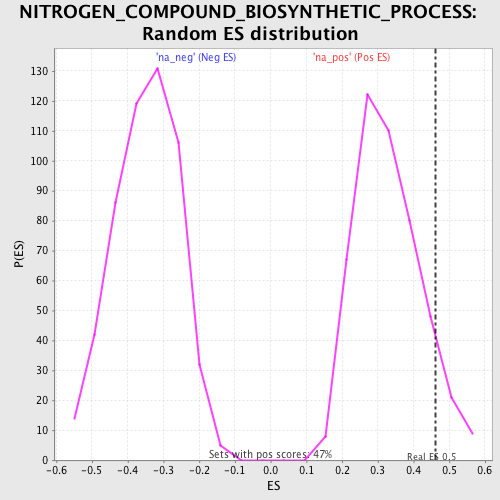 NITROGEN_COMPOUND_BIOSYNTHETIC_PROCESS:
Random ES distribution
'na_neg' (Neg ES)
'na_pos' (Pos ES)
130
120
110
100
90
80
70
60
50
40
30
20
10
0
P(ES)
Sets with pos scores: 47%
Real ES 0.5
-0.6 -0.5 -0.4 -0.3 -0.2 -0.1 0.0 0.1 0.2 0.3 0.4 0.5 0.6
ES